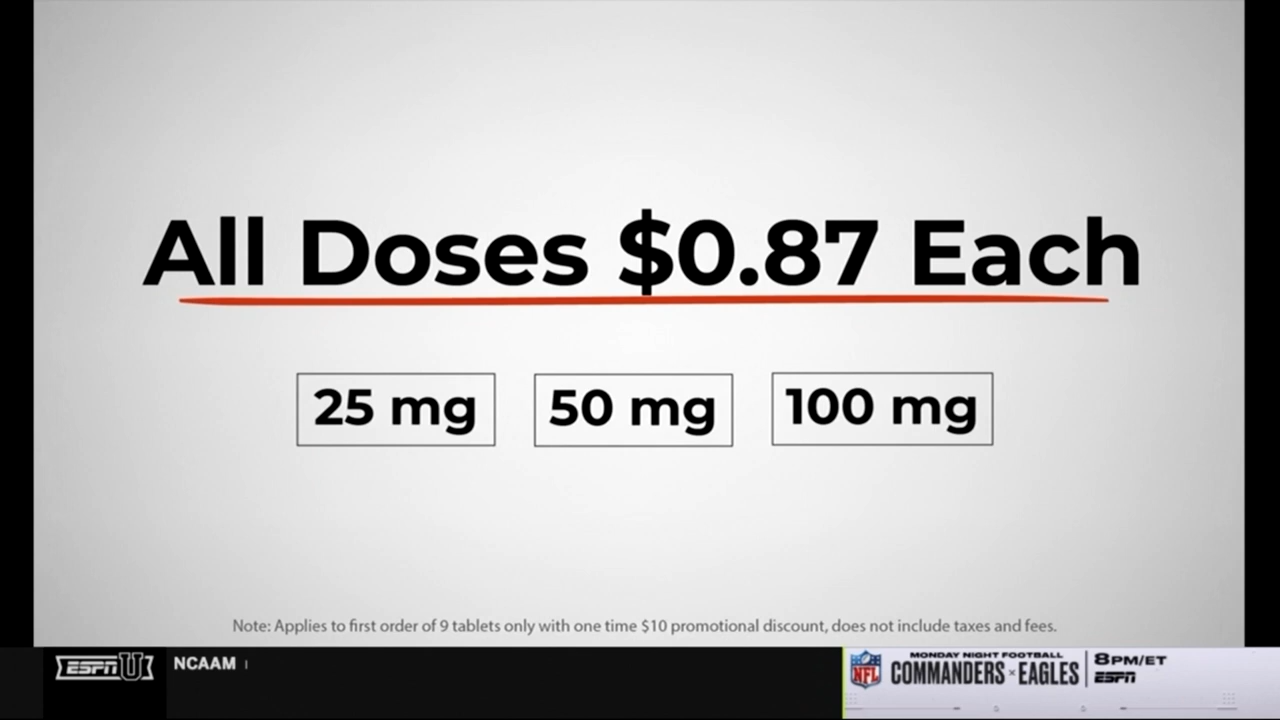 All Doses $0.87 Each
25 mg
50 mg
100 mg
Note: Applies to first order of 9 tablets only with one time $10 promotional discount, does not include taxes and fees.
ESPN U
NCAAM
NFL
MONDAY NIGHT FOOTBALL
COMMANDERS × EAGLES
8PM/ET
ESPN